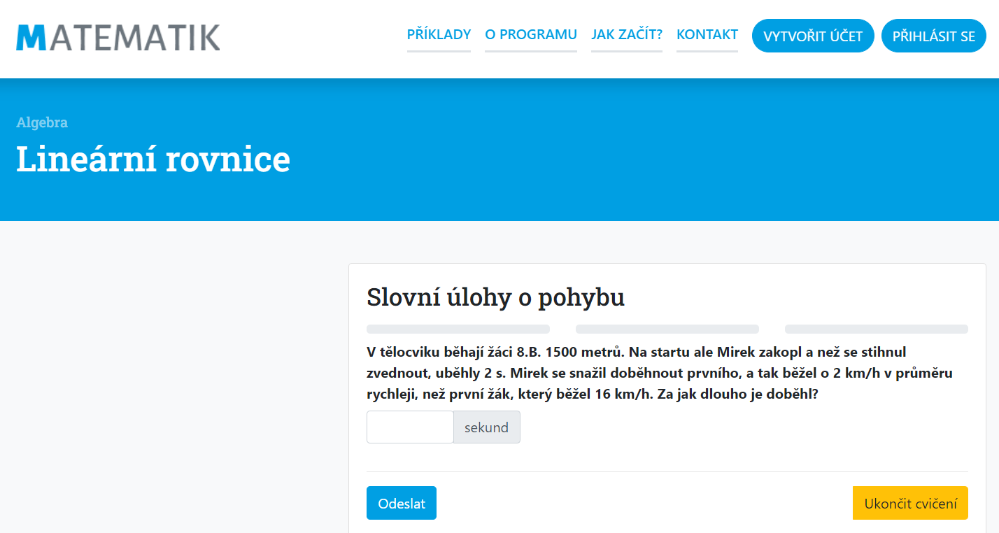 MATEMATIK
PŘÍKLADY O PROGRAMU JAK ZAČÍT? KONTAKT VYTVOŘIT ÚČET PŘIHLÁSIT SE
Algebra
Lineární rovnice
Slovní úlohy o pohybu
V tělocviku běhají žáci 8.B. 1500 metrů. Na startu ale Mirek zakopl a než se stihnul
zvednout, uběhly 2 s. Mirek se snažil doběhnout prvního, a tak běžel o 2 km/h v průměru
rychleji, než první žák, který běžel 16 km/h. Za jak dlouho je doběhl?
sekund
Odeslat Ukončit cvičení